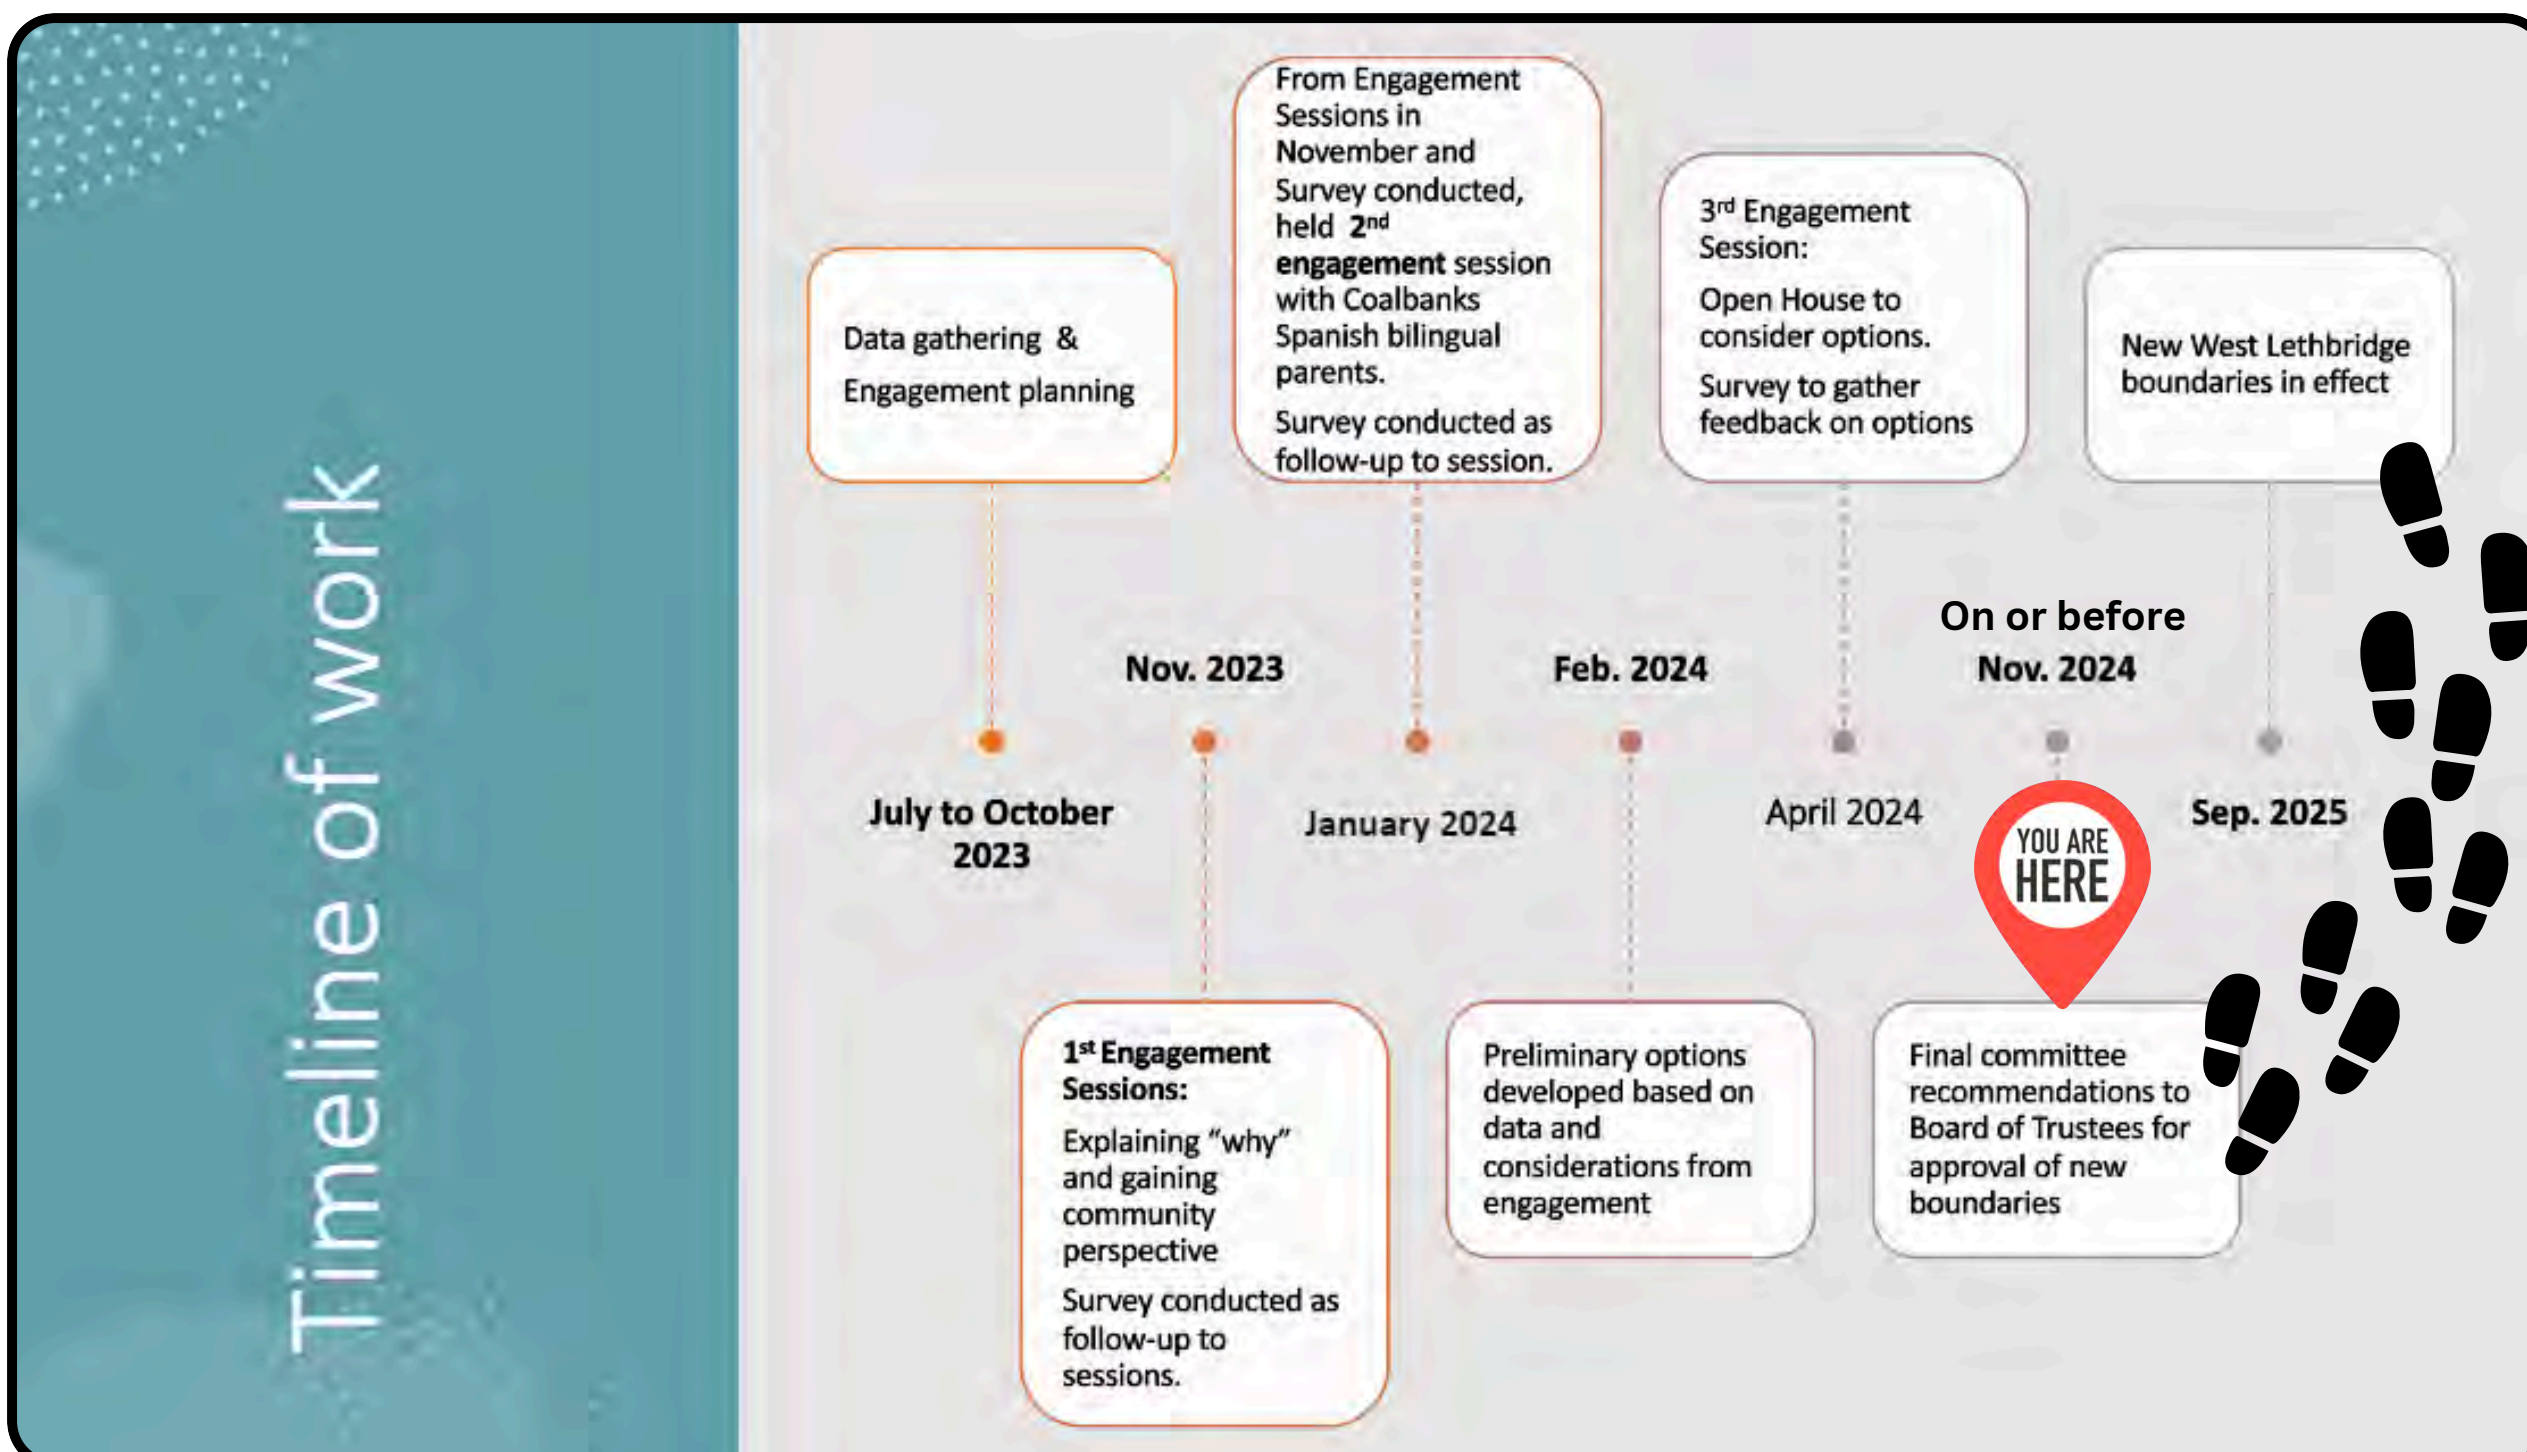 Timeline of work
Data gathering &
Engagement planning
From Engagement
Sessions in
November and
Survey conducted,
held 2nd
engagement session
with Coalbanks
Spanish bilingual
parents.
Survey conducted as
follow-up to session.
3rd Engagement
Session:
Open House to
consider options.
Survey to gather
feedback on options
New West Lethbridge
boundaries in effect
July to October
2023
Nov. 2023
January 2024
Feb. 2024
April 2024
On or before
Nov. 2024
Sep. 2025
YOU ARE
HERE
1st Engagement
Sessions:
Explaining “why”
and gaining
community
perspective
Survey conducted as
follow-up to
sessions.
Preliminary options
developed based on
data and
considerations from
engagement
Final committee
recommendations to
Board of Trustees for
approval of new
boundaries